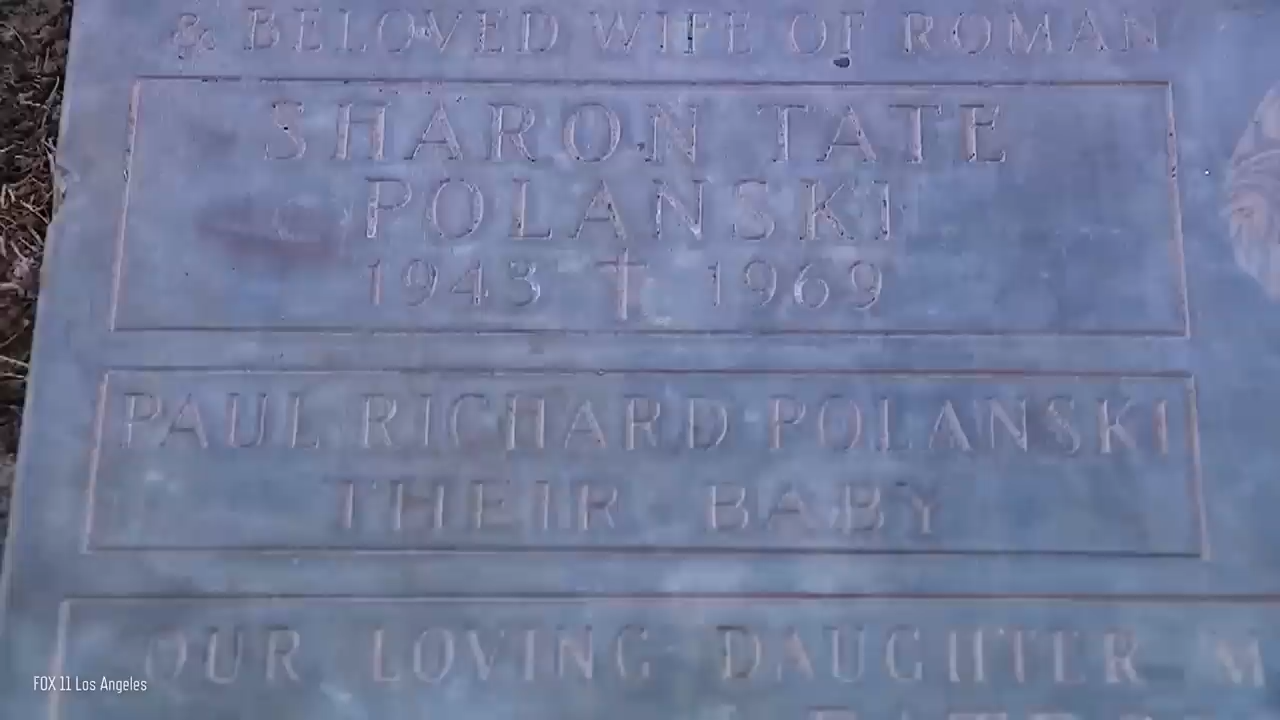 & BELOVED WIFE OF ROMAN
SHARON TATE
POLANSKI
1943 † 1969
PAUL RICHARD POLANSKI
THEIR BABY
OUR LOVING DAUGHTER
FOX 11 Los Angeles